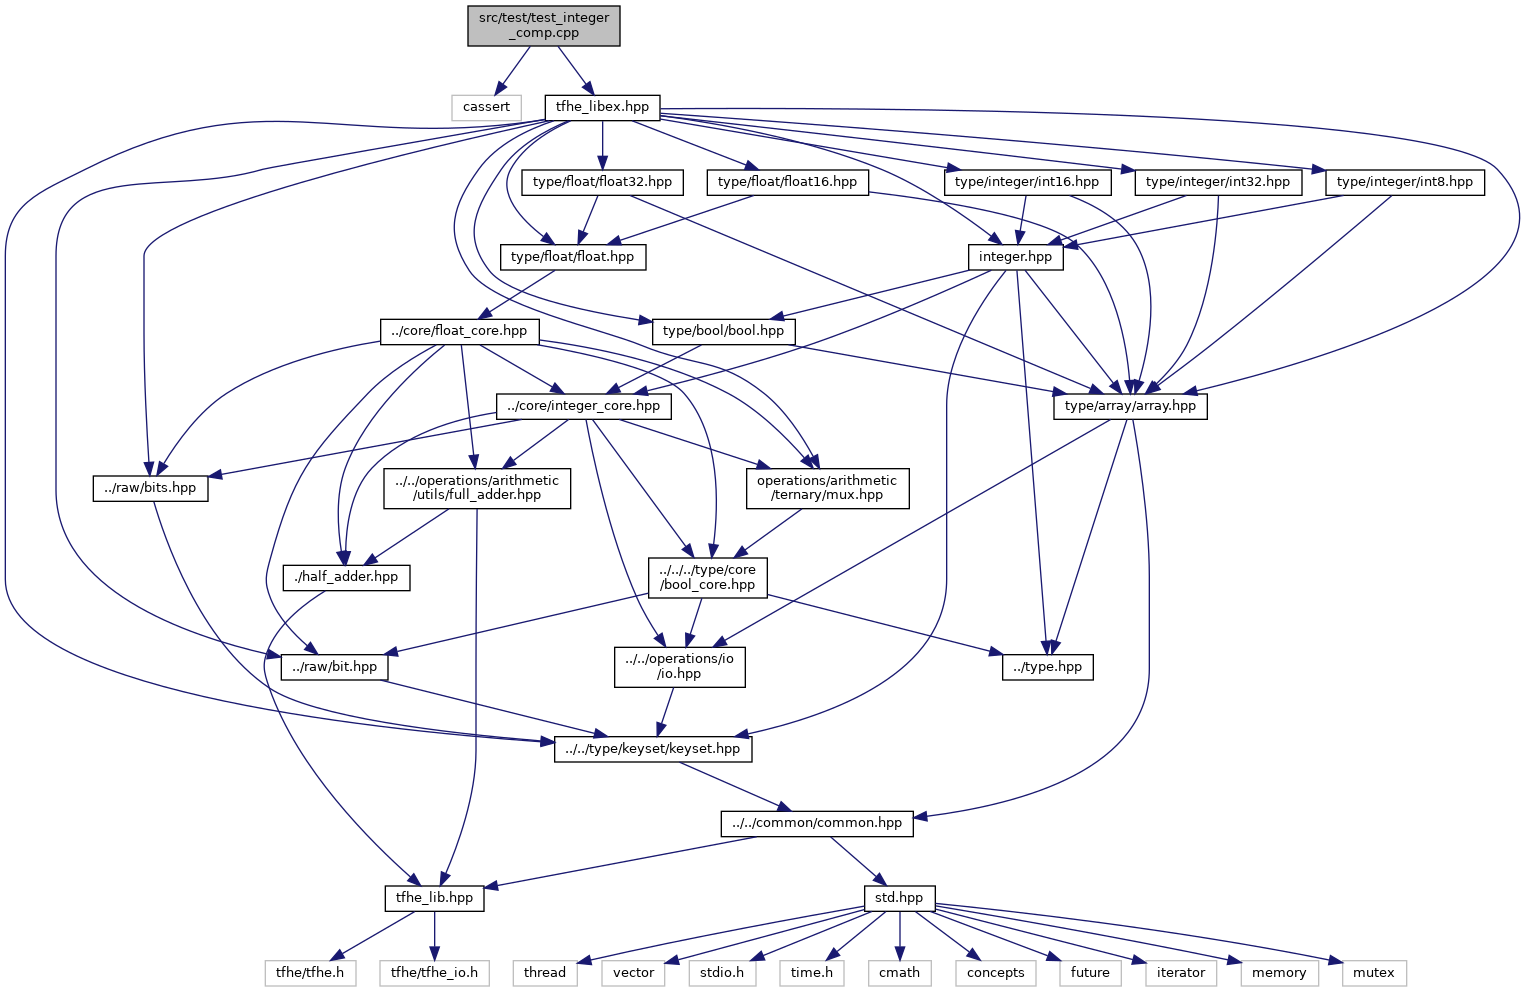 src/test/test_integer
_comp.cpp
cassert
tfhe_libex.hpp
type/float/float32.hpp
type/float/float16.hpp
type/integer/int16.hpp
type/integer/int32.hpp
type/integer/int8.hpp
type/float/float.hpp
integer.hpp
../core/float_core.hpp
type/bool/bool.hpp
../core/integer_core.hpp
type/array/array.hpp
../raw/bits.hpp
../../operations/arithmetic
/utils/full_adder.hpp
operations/arithmetic
/ternary/mux.hpp
./half_adder.hpp
../../../type/core
/bool_core.hpp
../raw/bit.hpp
../../operations/io
/io.hpp
../type.hpp
../../type/keyset/keyset.hpp
../../common/common.hpp
tfhe_lib.hpp
std.hpp
tfhe/tfhe.h
tfhe/tfhe_io.h
thread
vector
stdio.h
time.h
cmath
concepts
future
iterator
memory
mutex